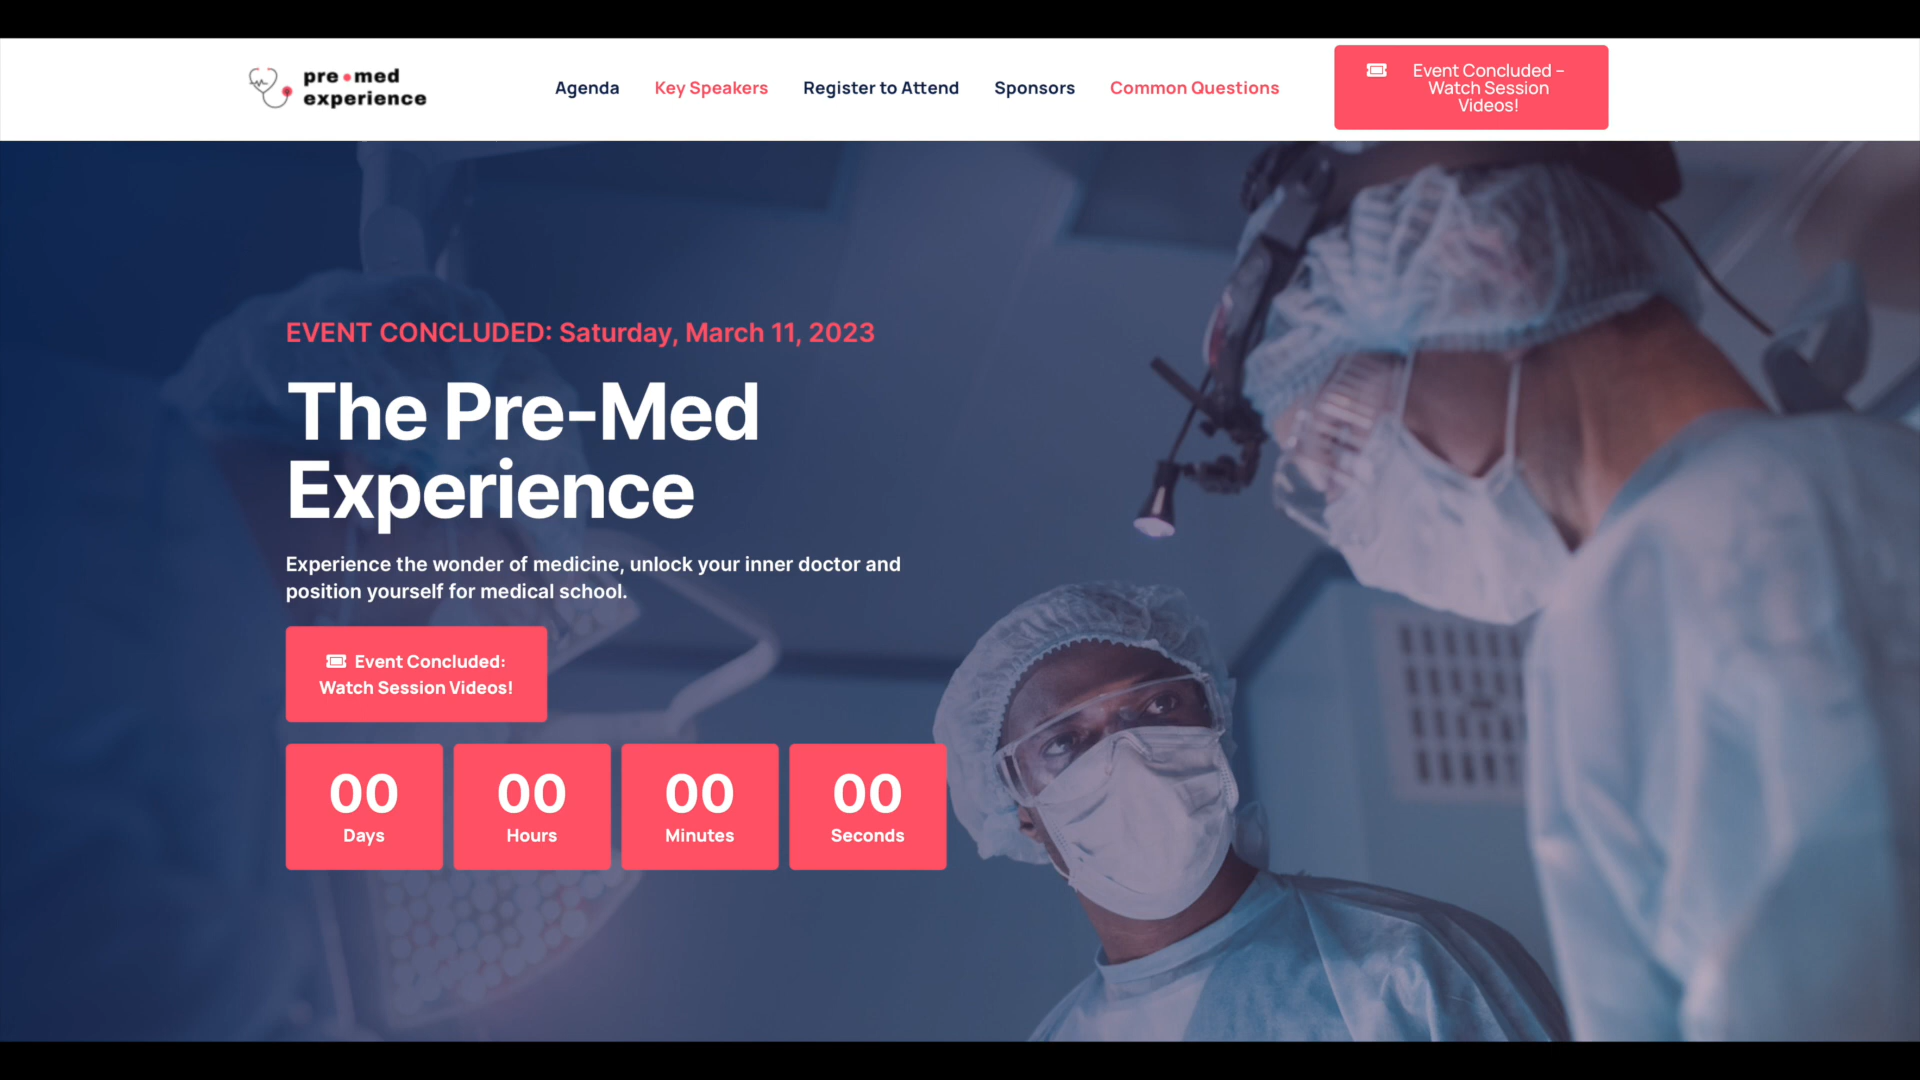 pre•med
experience
Agenda
Key Speakers
Register to Attend
Sponsors
Common Questions
Event Concluded –
Watch Session
Videos!
EVENT CONCLUDED: Saturday, March 11, 2023
The Pre-Med
Experience
Experience the wonder of medicine, unlock your inner doctor and
position yourself for medical school.
Event Concluded:
Watch Session Videos!
00
Days
00
Hours
00
Minutes
00
Seconds